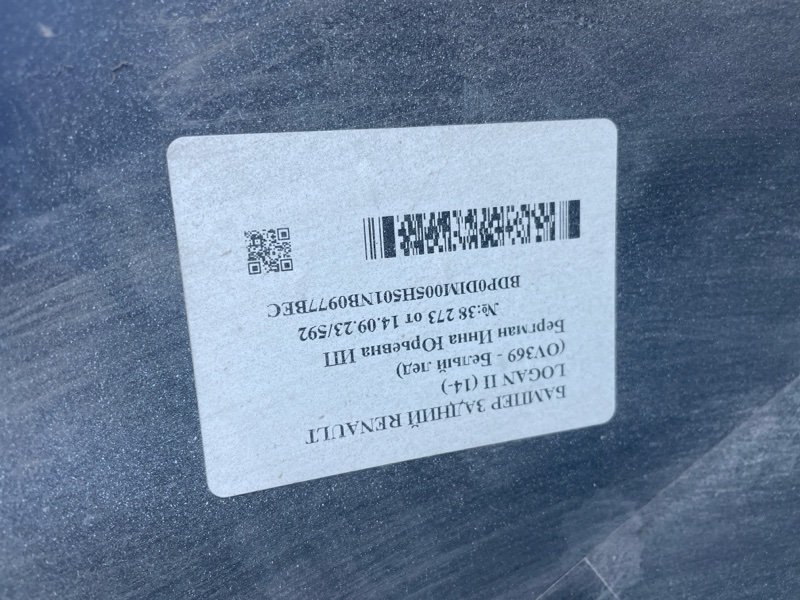 БАМПЕР ЗАДНИЙ RENAULT
LOGAN II (14-)
(OV369 - Белый лед)
Бергман Инна Юрьевна ИП
№:38 273 от 14.09.23/592
BDP0DIM005H501NB0977BEC